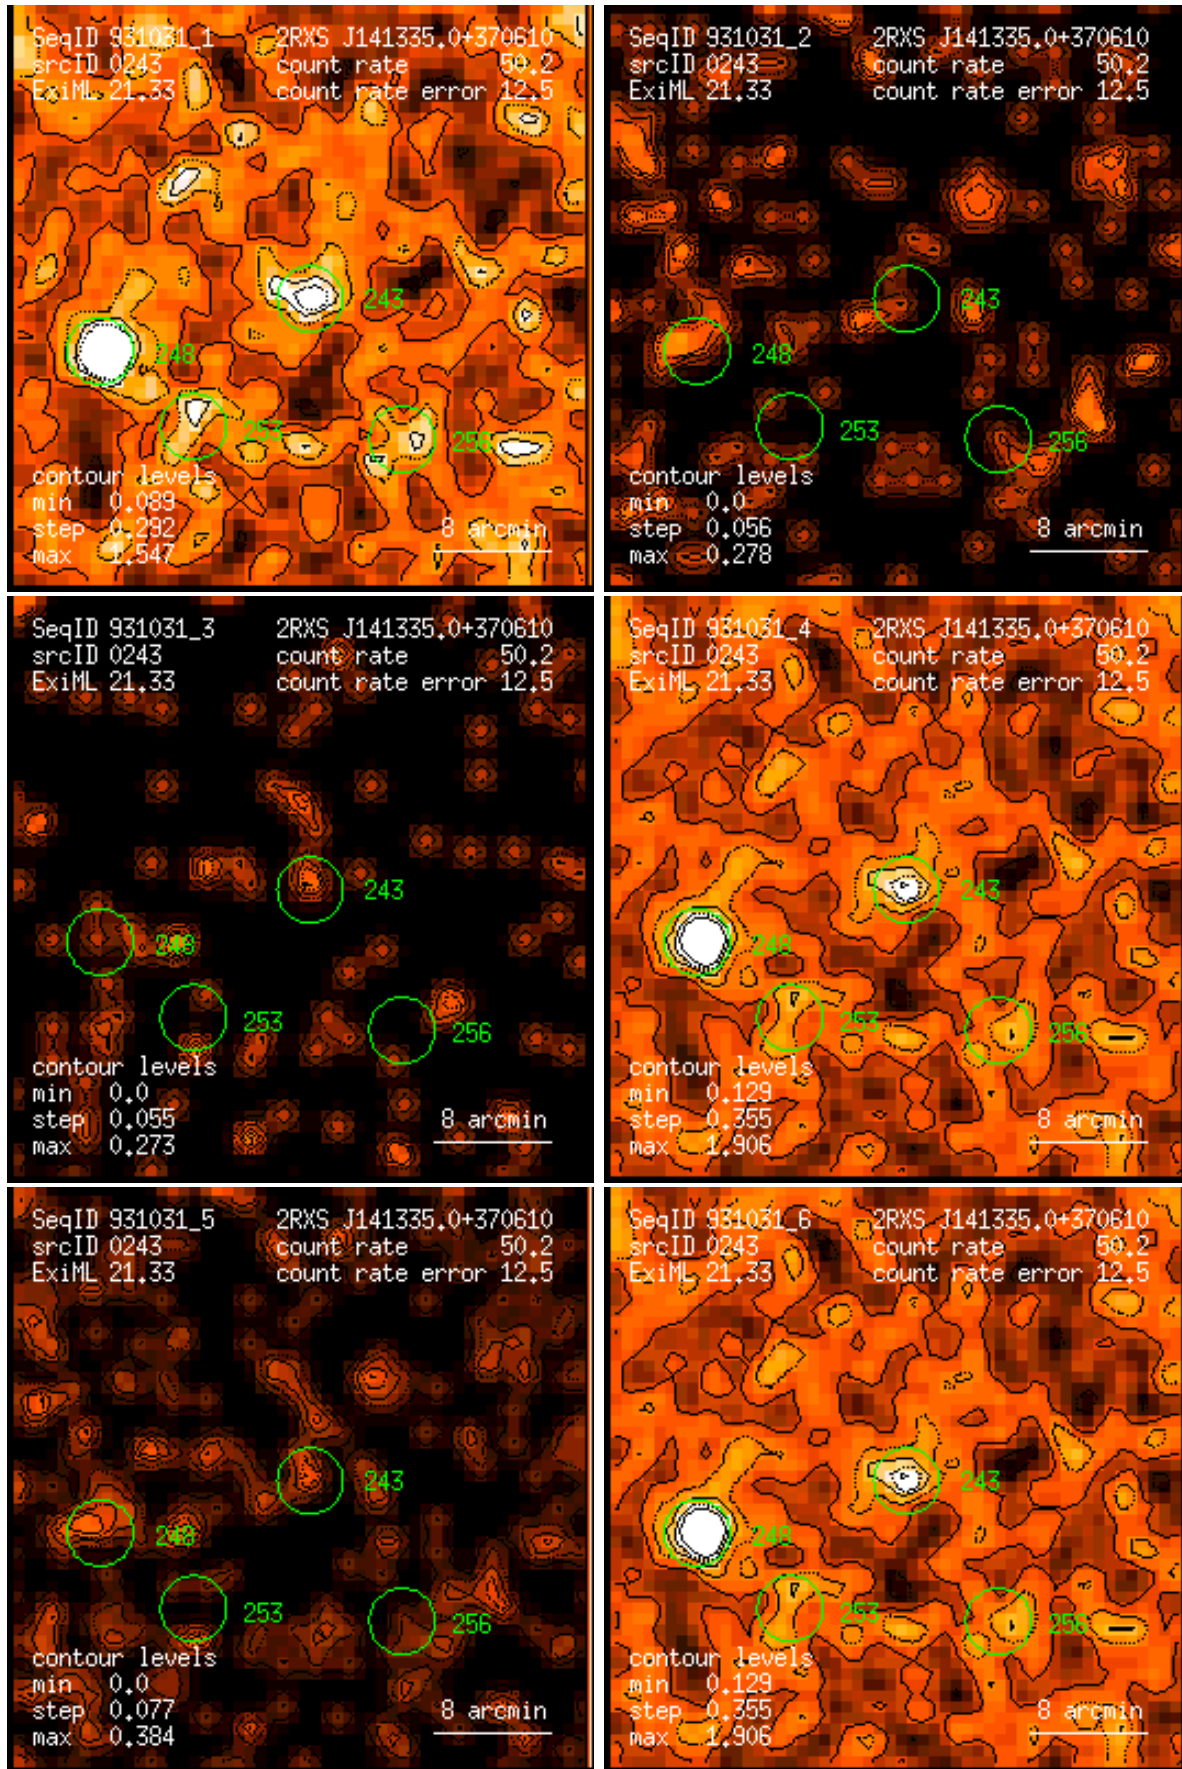 SeqID 931031_1 2RXS J141335.0+370610
srcID 0243 count rate 50.2
ExiML 21.33 count rate error 12.5
243
248
253
256
contour levels
min 0.089
step 0.292 8 arcmin
max 1.547
SeqID 931031_2 2RXS J141335.0+370610
srcID 0243 count rate 50.2
ExiML 21.33 count rate error 12.5
243
248
253
256
contour levels
min 0.0
step 0.056 8 arcmin
max 0.278
SeqID 931031_3 2RXS J141335.0+370610
srcID 0243 count rate 50.2
ExiML 21.33 count rate error 12.5
243
248
253
256
contour levels
min 0.0
step 0.055 8 arcmin
max 0.273
SeqID 931031_4 2RXS J141335.0+370610
srcID 0243 count rate 50.2
ExiML 21.33 count rate error 12.5
243
248
253
256
contour levels
min 0.129
step 0.355 8 arcmin
max 1.906
SeqID 931031_5 2RXS J141335.0+370610
srcID 0243 count rate 50.2
ExiML 21.33 count rate error 12.5
243
248
253
256
contour levels
min 0.0
step 0.077 8 arcmin
max 0.384
SeqID 931031_6 2RXS J141335.0+370610
srcID 0243 count rate 50.2
ExiML 21.33 count rate error 12.5
243
248
253
256
contour levels
min 0.129
step 0.355 8 arcmin
max 1.906